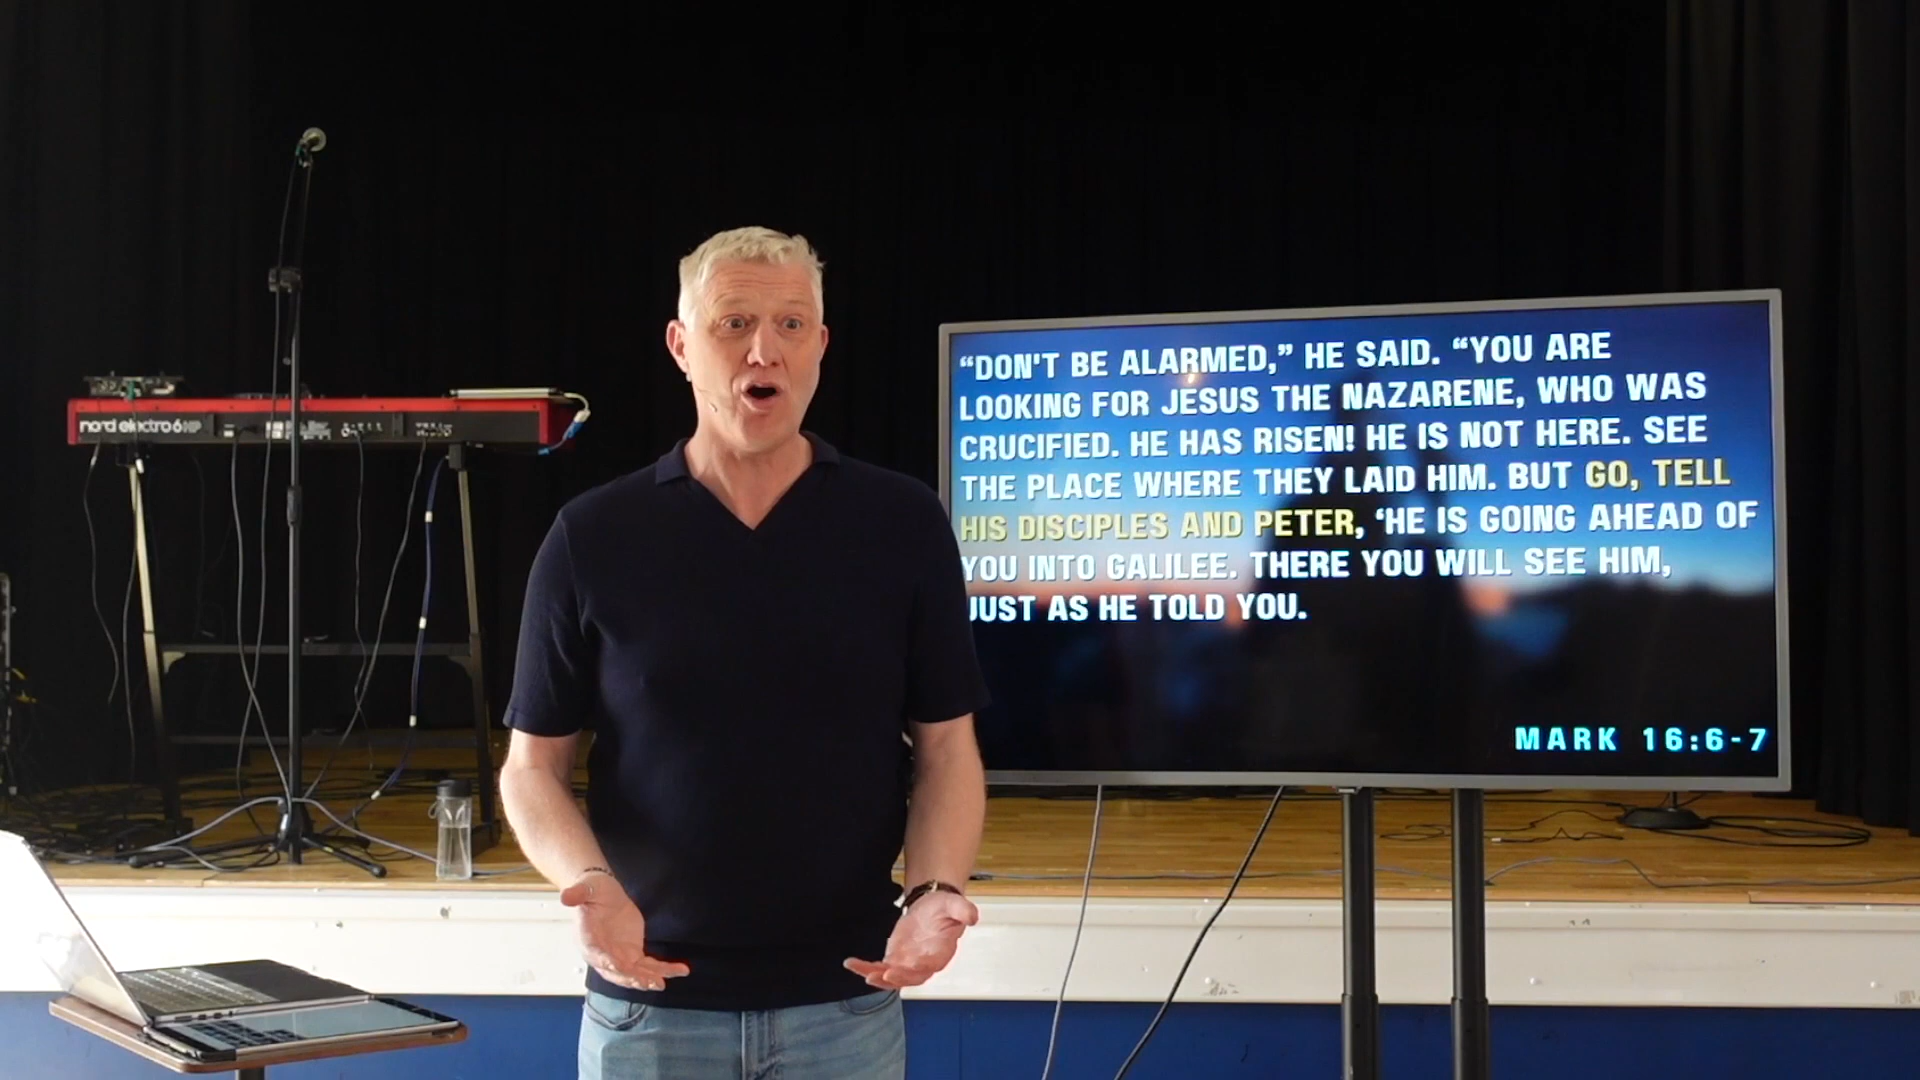 nord electro 6 HP
“DON'T BE ALARMED,” HE SAID. “YOU ARE
LOOKING FOR JESUS THE NAZARENE, WHO WAS
CRUCIFIED. HE HAS RISEN! HE IS NOT HERE. SEE
THE PLACE WHERE THEY LAID HIM. BUT GO, TELL
HIS DISCIPLES AND PETER, ‘HE IS GOING AHEAD OF
YOU INTO GALILEE. THERE YOU WILL SEE HIM,
JUST AS HE TOLD YOU.
MARK 16:6-7